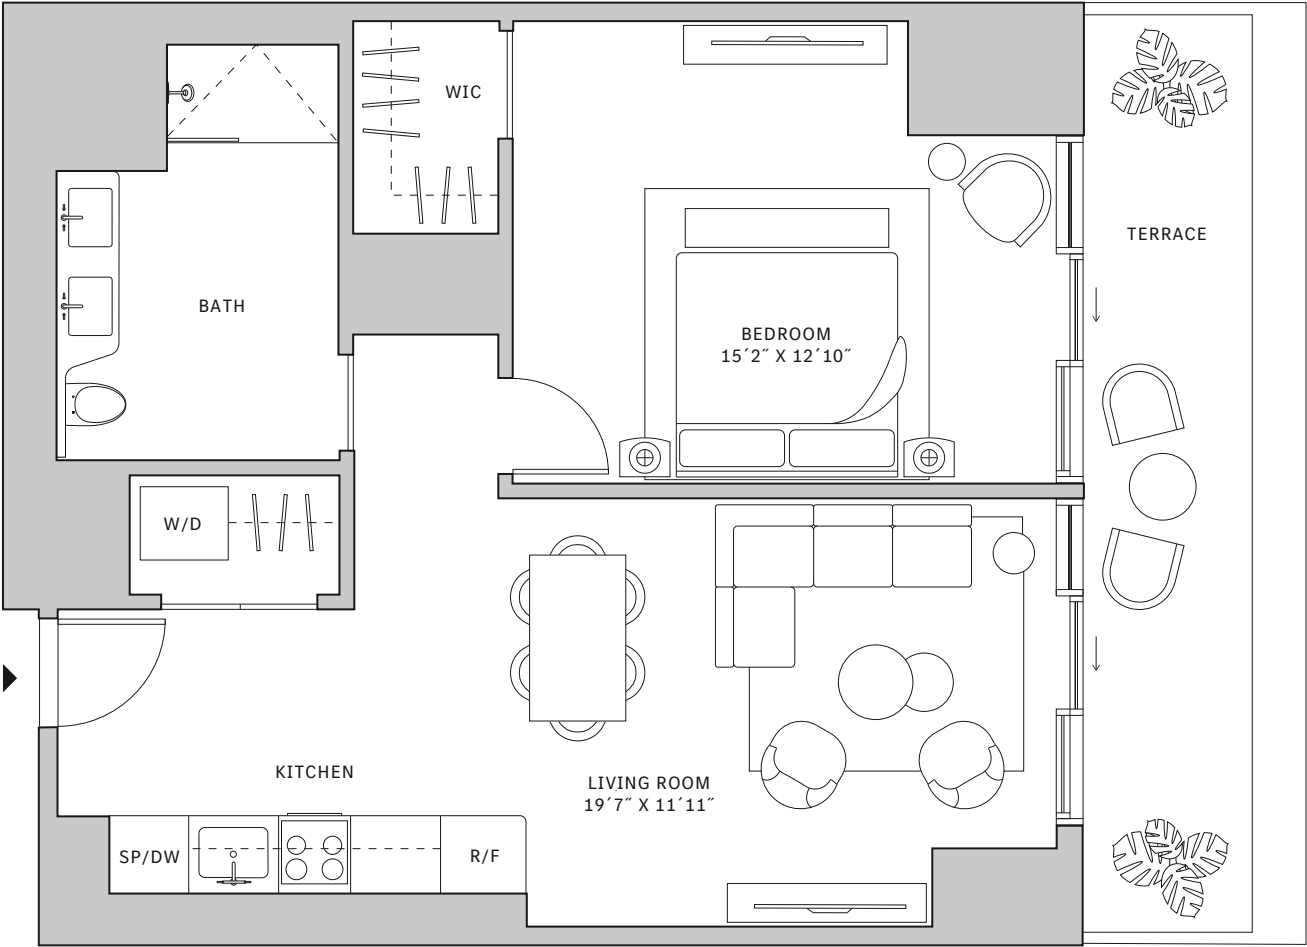 WIC
TERRACE
BATH
BEDROOM
15´2˝ X 12´10˝
W/D
KITCHEN
LIVING ROOM
19´7˝ X 11´11˝
SP/DW
R/F